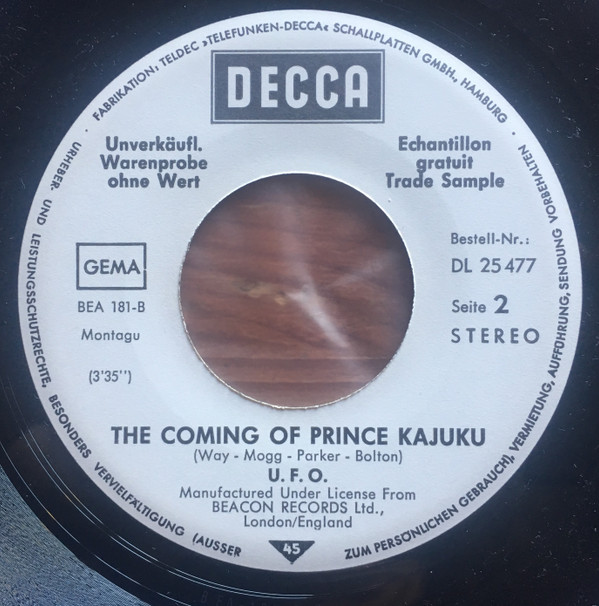 · FABRIKATION: TELDEC »TELEFUNKEN-DECCA« SCHALLPLATTEN GMBH., HAMBURG ·
URHEBER- UND LEISTUNGSSCHUTZRECHTE, BESONDERS VERVIELFÄLTIGUNG (AUSSER ZUM PERSÖNLICHEN GEBRAUCH), VERMIETUNG, AUFFÜHRUNG, SENDUNG VORBEHALTEN
DECCA
Unverkäufl.
Warenprobe
ohne Wert
Echantillon
gratuit
Trade Sample
GEMA
BEA 181-B
Montagu
(3'35'')
Bestell-Nr.:
DL 25 477
Seite 2
STEREO
THE COMING OF PRINCE KAJUKU
(Way - Mogg - Parker - Bolton)
U. F. O.
Manufactured Under License From
BEACON RECORDS Ltd.,
London/England
45